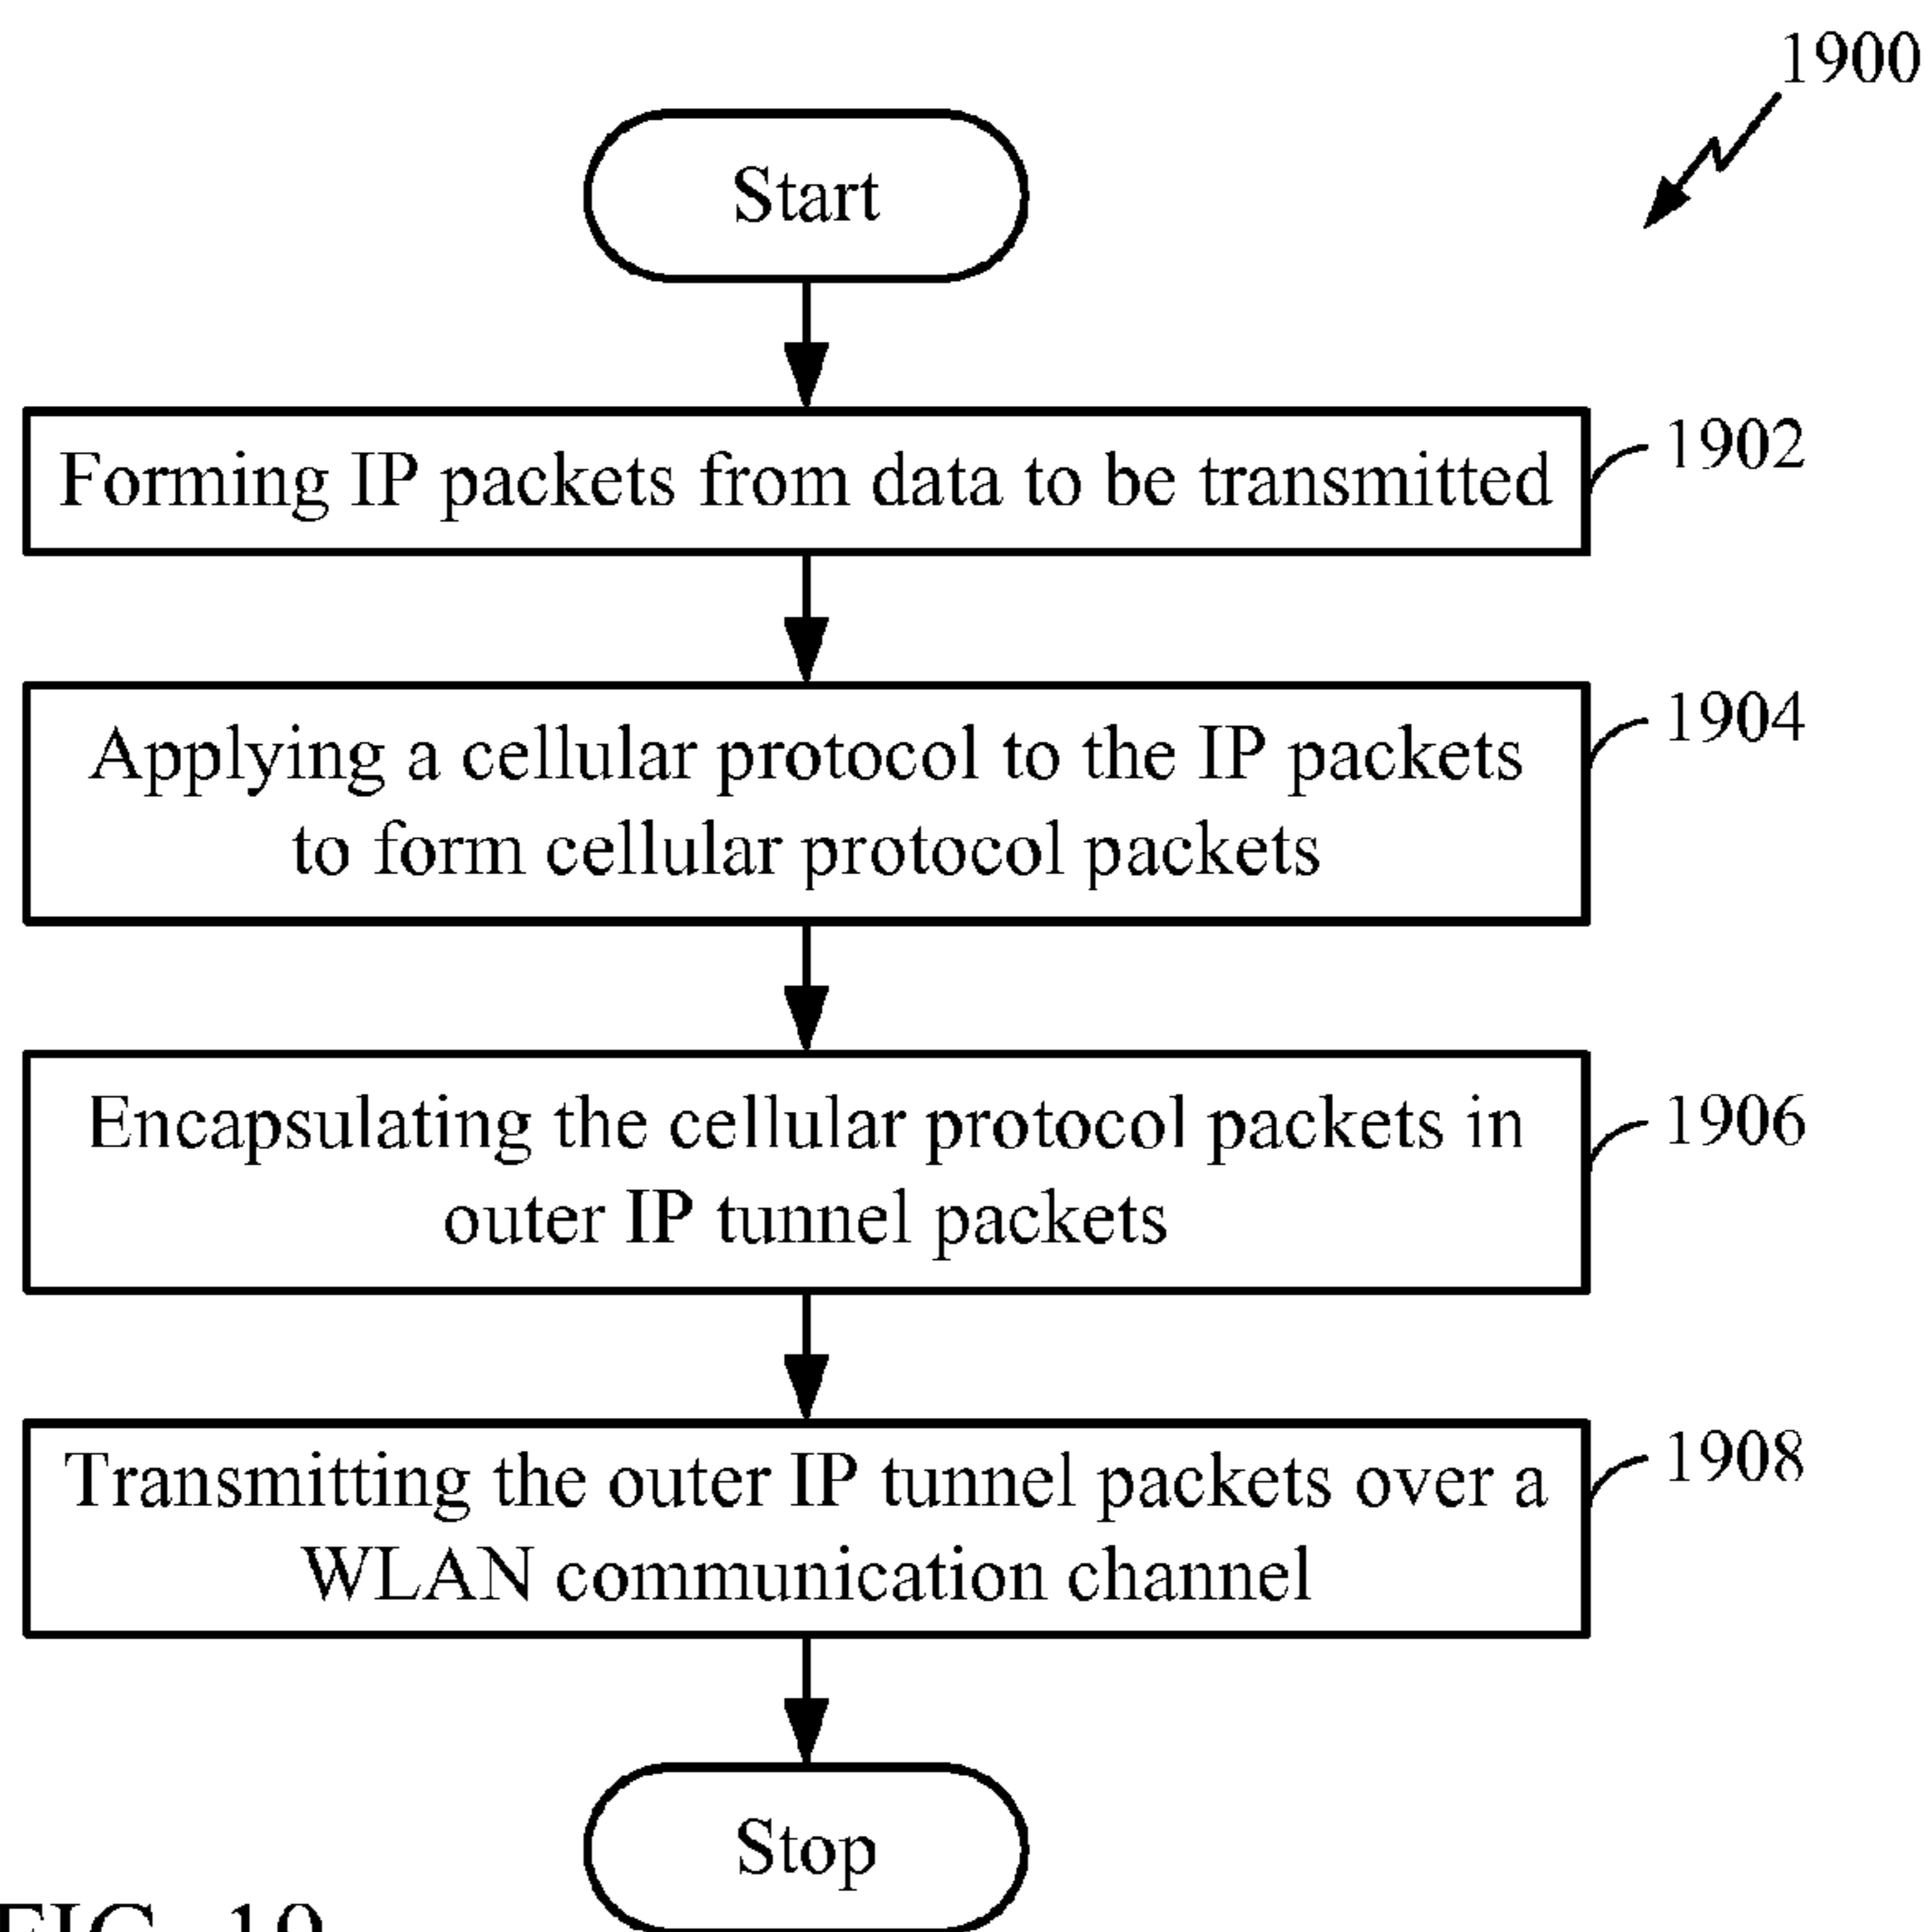 1900
Start
Forming IP packets from data to be transmitted
1902
Applying a cellular protocol to the IP packets
to form cellular protocol packets
1904
Encapsulating the cellular protocol packets in
outer IP tunnel packets
1906
Transmitting the outer IP tunnel packets over a
WLAN communication channel
1908
Stop
FIG. 19